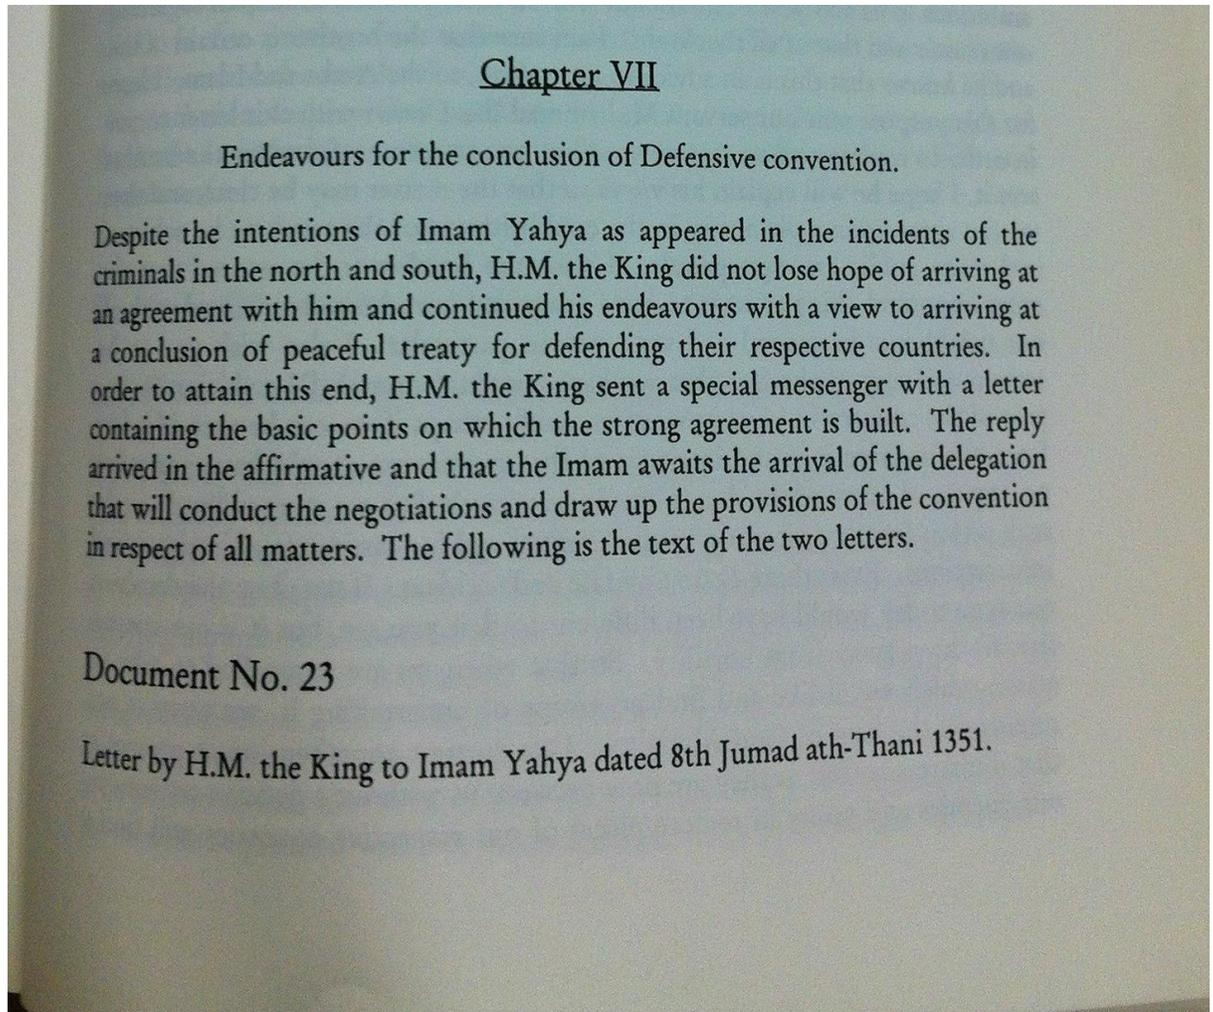 Chapter VII
Endeavours for the conclusion of Defensive convention.
Despite the intentions of Imam Yahya as appeared in the incidents of the
criminals in the north and south, H.M. the King did not lose hope of arriving at
an agreement with him and continued his endeavours with a view to arriving at
a conclusion of peaceful treaty for defending their respective countries. In
order to attain this end, H.M. the King sent a special messenger with a letter
containing the basic points on which the strong agreement is built. The reply
arrived in the affirmative and that the Imam awaits the arrival of the delegation
that will conduct the negotiations and draw up the provisions of the convention
in respect of all matters. The following is the text of the two letters.
Document No. 23
Letter by H.M. the King to Imam Yahya dated 8th Jumad ath-Thani 1351.